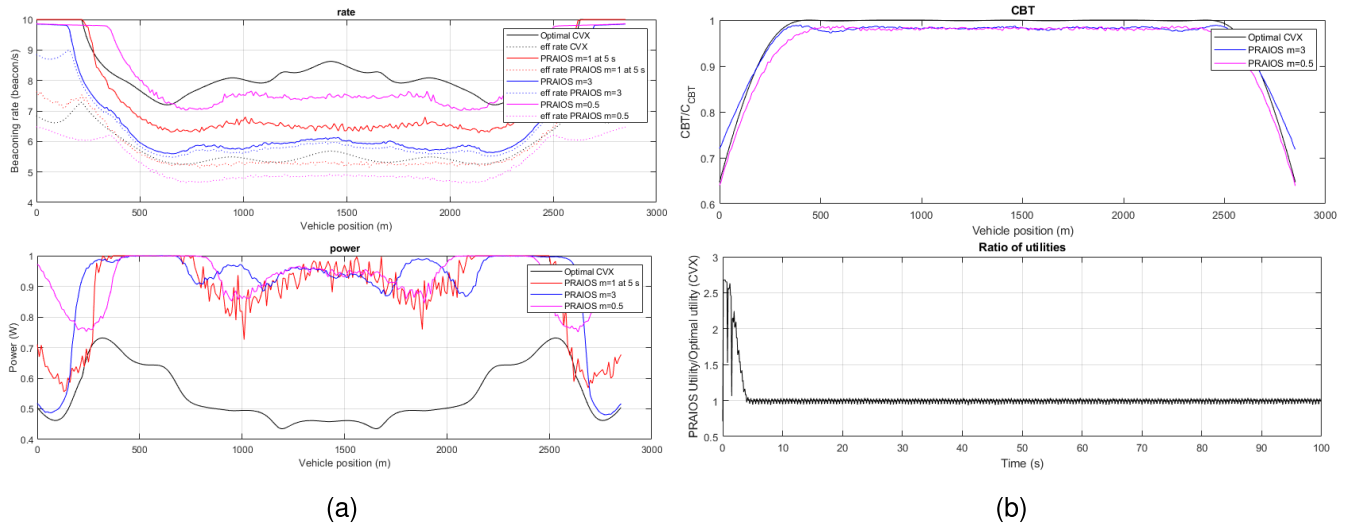 rate
10
9
8
7
6
5
4
Beaconing rate (beacon/s)
Optimal CVX
eff rate CVX
PRAIOS m=1 at 5 s
eff rate PRAIOS m=1 at 5 s
PRAIOS m=3
eff rate PRAIOS m=3
PRAIOS m=0.5
eff rate PRAIOS m=0.5
0 500 1000 1500 2000 2500 3000
Vehicle position (m)
power
1
0.9
0.8
0.7
0.6
0.5
0.4
Power (W)
Optimal CVX
PRAIOS m=1 at 5 s
PRAIOS m=3
PRAIOS m=0.5
0 500 1000 1500 2000 2500 3000
Vehicle position (m)
(a)
CBT
1
0.9
0.8
0.7
0.6
CBT/C_CBT
Optimal CVX
PRAIOS m=3
PRAIOS m=0.5
0 500 1000 1500 2000 2500 3000
Vehicle position (m)
Ratio of utilities
3
2.5
2
1.5
1
0.5
PRAIOS Utility/Optimal utility (CVX)
0 10 20 30 40 50 60 70 80 90 100
Time (s)
(b)